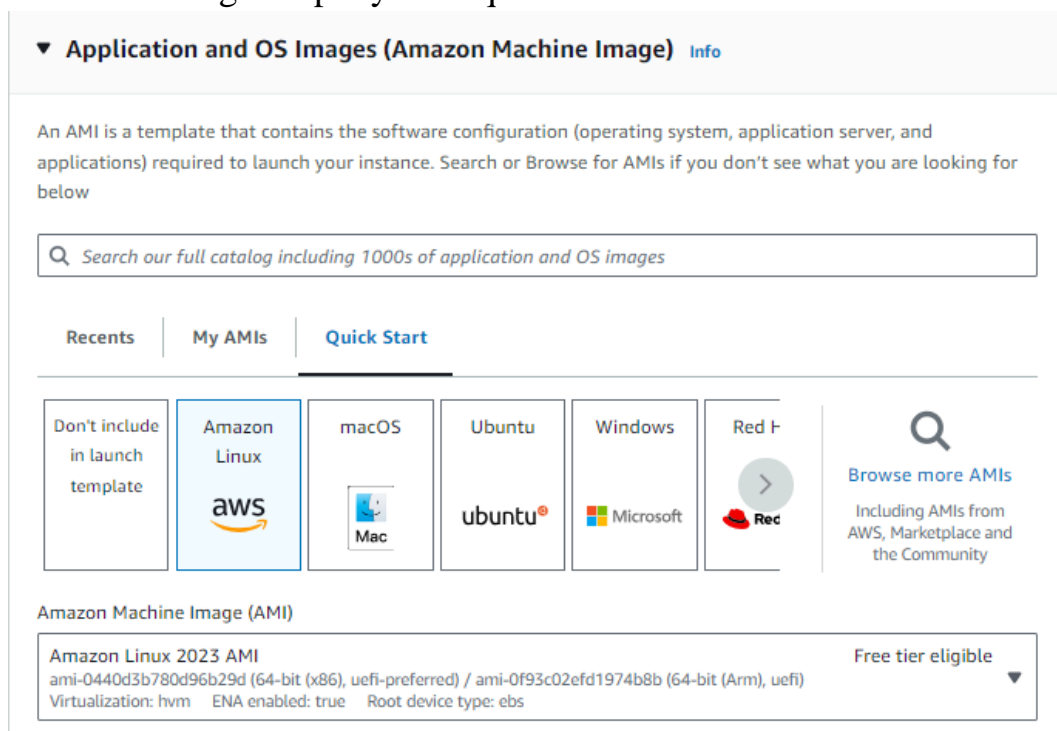 Application and OS Images (Amazon Machine Image) Info
An AMI is a template that contains the software configuration (operating system, application server, and
applications) required to launch your instance. Search or Browse for AMIs if you don't see what you are looking for
below
Search our full catalog including 1000s of application and OS images
Recents
My AMIs
Quick Start
Don't include
in launch
template
Amazon
Linux
aws
macOS
Mac
Ubuntu
ubuntu
Windows
Microsoft
Red H
Red
Browse more AMIs
Including AMIs from
AWS, Marketplace and
the Community
Amazon Machine Image (AMI)
Amazon Linux 2023 AMI
Free tier eligible
ami-0440d3b780d96b29d (64-bit (x86), uefi-preferred) / ami-0f93c02efd1974b8b (64-bit (Arm), uefi)
Virtualization: hvm ENA enabled: true Root device type: ebs